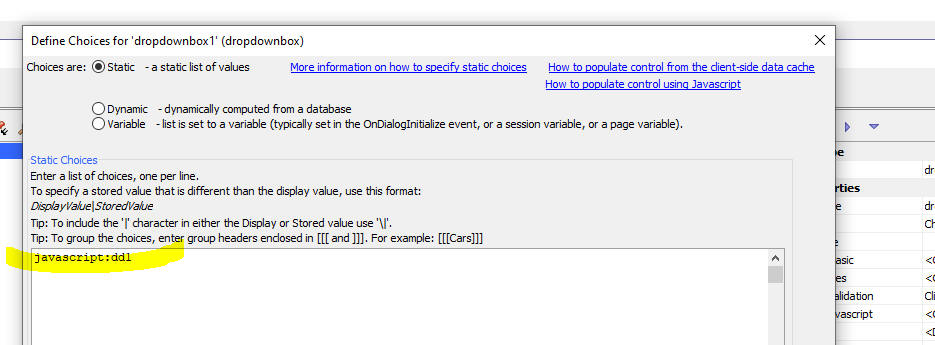 Define Choices for 'dropdownbox1' (dropdownbox)
Choices are: Static - a static list of values More information on how to specify static choices How to populate control from the client-side data cache
How to populate control using Javascript
Dynamic - dynamically computed from a database
Variable - list is set to a variable (typically set in the OnDialogInitialize event, or a session variable, or a page variable).
Static Choices
Enter a list of choices, one per line.
To specify a stored value that is different than the display value, use this format:
DisplayValue|StoredValue
Tip: To include the '|' character in either the Display or Stored value use '\|'.
Tip: To group the choices, enter group headers enclosed in [[[ and ]]]. For example: [[[Cars]]]
javascript:ddl
pe
dr
perties
e
dr
Ch
e
asic
<C
es
<C
alidation
Cli
vascript
<C
<D